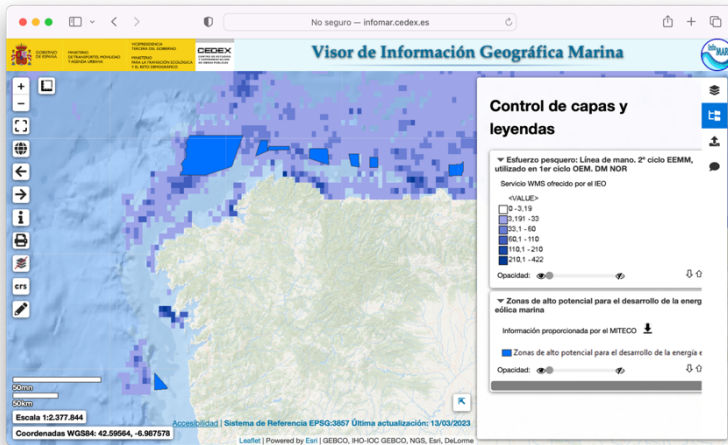 No seguro — infomar.cedex.es
GOBIERNO
DE ESPAÑA
MINISTERIO
DE TRANSPORTES, MOVILIDAD
Y AGENDA URBANA
VICEPRESIDENCIA
TERCERA DEL GOBIERNO
MINISTERIO
PARA LA TRANSICIÓN ECOLÓGICA
Y EL RETO DEMOGRÁFICO
CEDEX
Visor de Información Geográfica Marina
+
−
i
crs
Control de capas y
leyendas
Esfuerzo pesquero: Línea de mano. 2º ciclo EEMM,
utilizado en 1er ciclo OEM. DM NOR
Servicio WMS ofrecido por el IEO
<VALUE>
0 -3,19
3,191 -33
33,1 - 60
60,1 - 110
110,1 - 210
210,1 - 422
Opacidad:
Zonas de alto potencial para el desarrollo de la energ
eólica marina
Información proporcionada por el MITECO
Zonas de alto potencial para el desarrollo de la energía e
Opacidad:
50mn
50km
Escala 1:2.377.844
Coordenadas WGS84: 42.59564, -6.987578
Accesibilidad | Sistema de Referencia EPSG:3857 Última actualización: 13/03/2023
Leaflet | Powered by Esri | GEBCO, IHO-IOC GEBCO, NGS, Esri, DeLorme